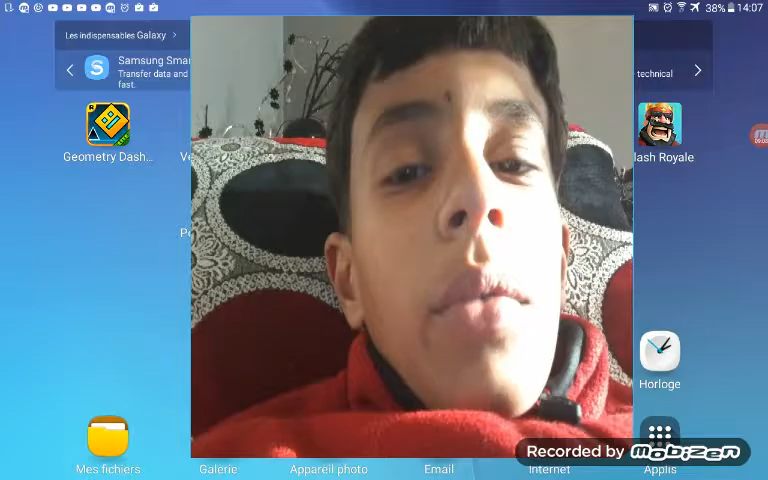 38% 14:07
Les indispensables Galaxy >
Samsung Smar
Transfer data and
fast.
technical
Geometry Dash...
Ve
lash Royale
P
Horloge
Recorded by mobizen
Mes fichiers
Galerie
Appareil photo
Email
Internet
Applis